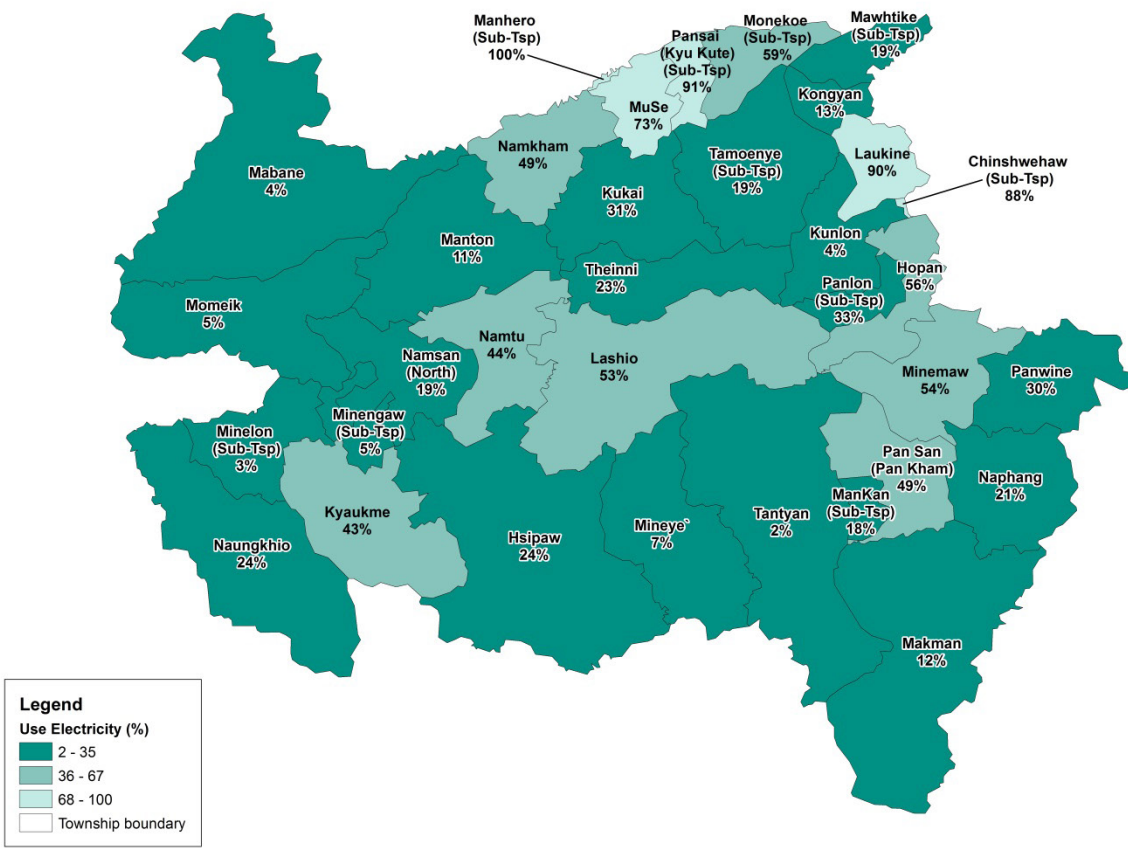 Manhero
(Sub-Tsp)
100%
Pansai
(Kyu Kute)
(Sub-Tsp)
91%
Monekoe
(Sub-Tsp)
59%
Mawhtike
(Sub-Tsp)
19%
Kongyan
13%
MuSe
73%
Namkham
49%
Laukine
90%
Chinshwehaw
(Sub-Tsp)
88%
Mabane
4%
Tamoenye
(Sub-Tsp)
19%
Kukai
31%
Manton
11%
Kunlon
4%
Theinni
23%
Hopan
56%
Panlon
(Sub-Tsp)
33%
Momeik
5%
Namtu
44%
Namsan
(North)
19%
Lashio
53%
Minemaw
54%
Panwine
30%
Minengaw
(Sub-Tsp)
5%
Minelon
(Sub-Tsp)
3%
Pan San
(Pan Kham)
49%
Naphang
21%
ManKan
(Sub-Tsp)
18%
Kyaukme
43%
Naungkhio
24%
Hsipaw
24%
Mineye`
7%
Tantyan
2%
Makman
12%
Legend
Use Electricity (%)
2 - 35
36 - 67
68 - 100
Township boundary